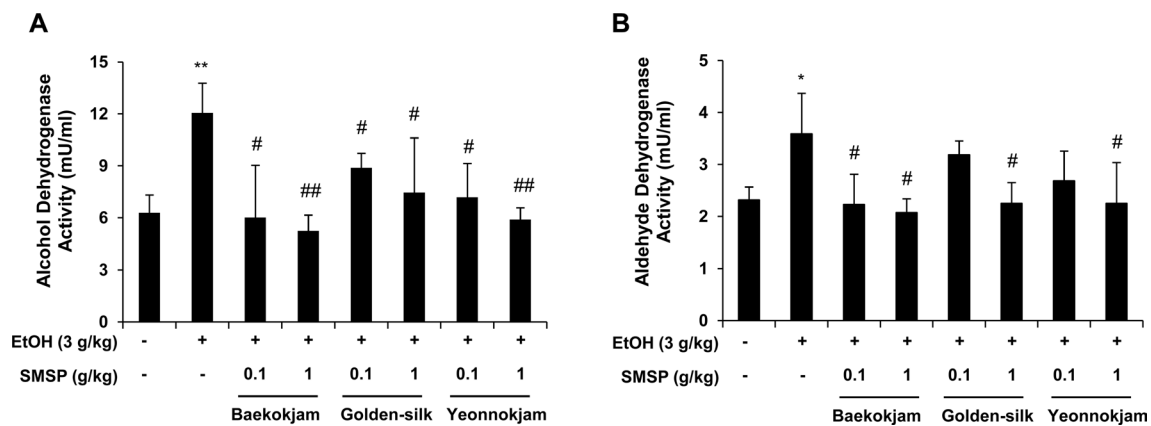 A
Alcohol Dehydrogenase
Activity (mU/ml)
15
12
9
6
3
0
**
#
##
#
#
#
##
EtOH (3 g/kg) - + + + + + + +
SMSP (g/kg) - - 0.1 1 0.1 1 0.1 1
Baekokjam Golden-silk Yeonnokjam
B
Aldehyde Dehydrogenase
Activity (mU/ml)
5
4
3
2
1
0
*
#
#
#
#
EtOH (3 g/kg) - + + + + + + +
SMSP (g/kg) - - 0.1 1 0.1 1 0.1 1
Baekokjam Golden-silk Yeonnokjam